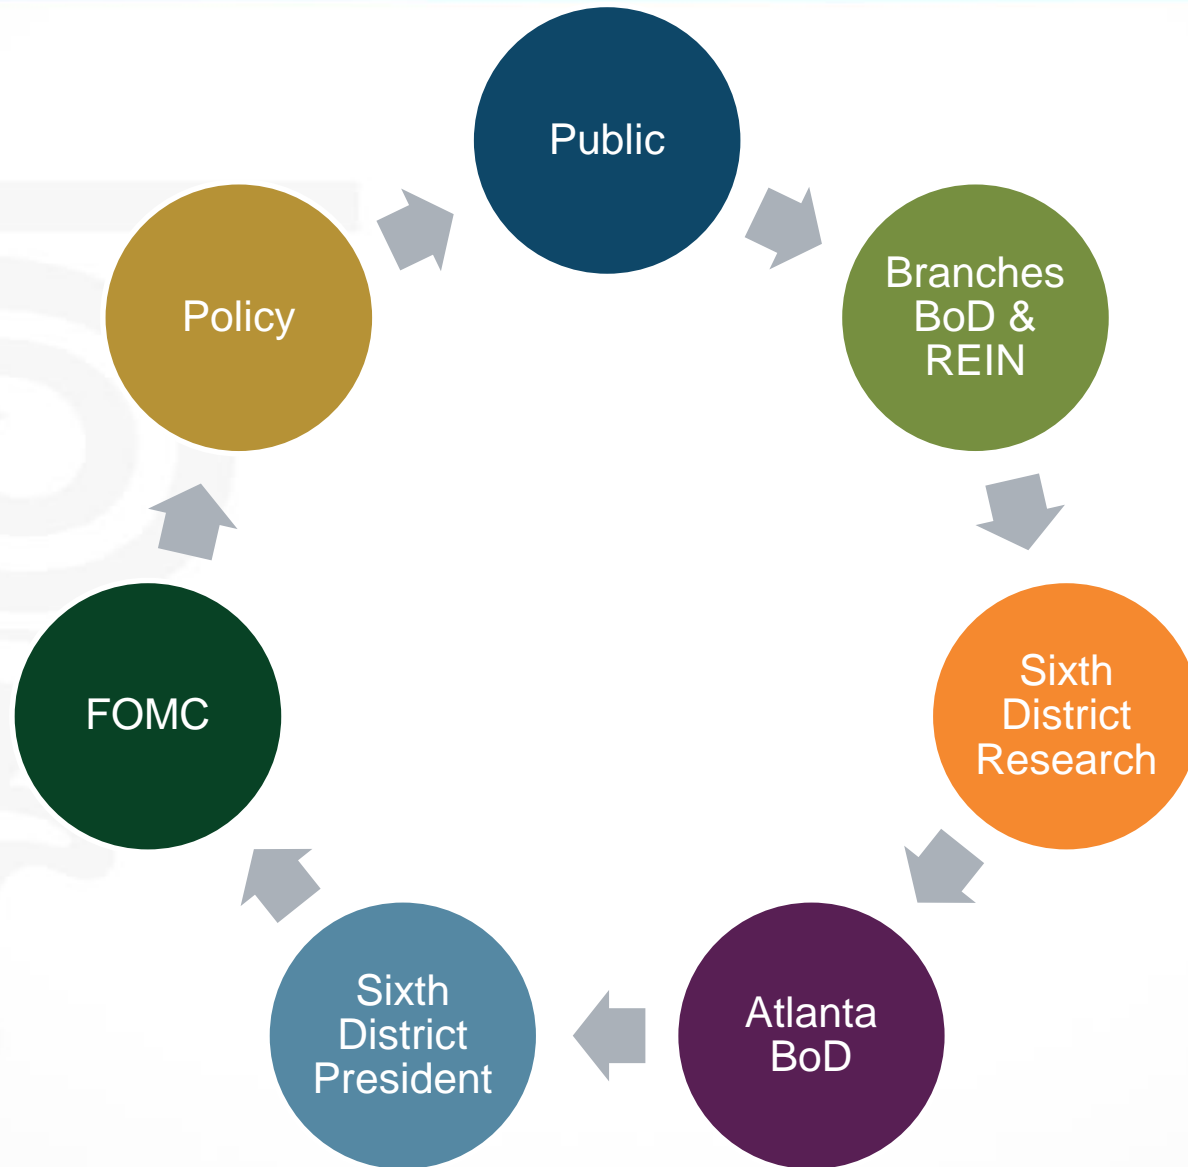 Public
Branches
BoD &
REIN
Sixth
District
Research
Atlanta
BoD
Sixth
District
President
FOMC
Policy